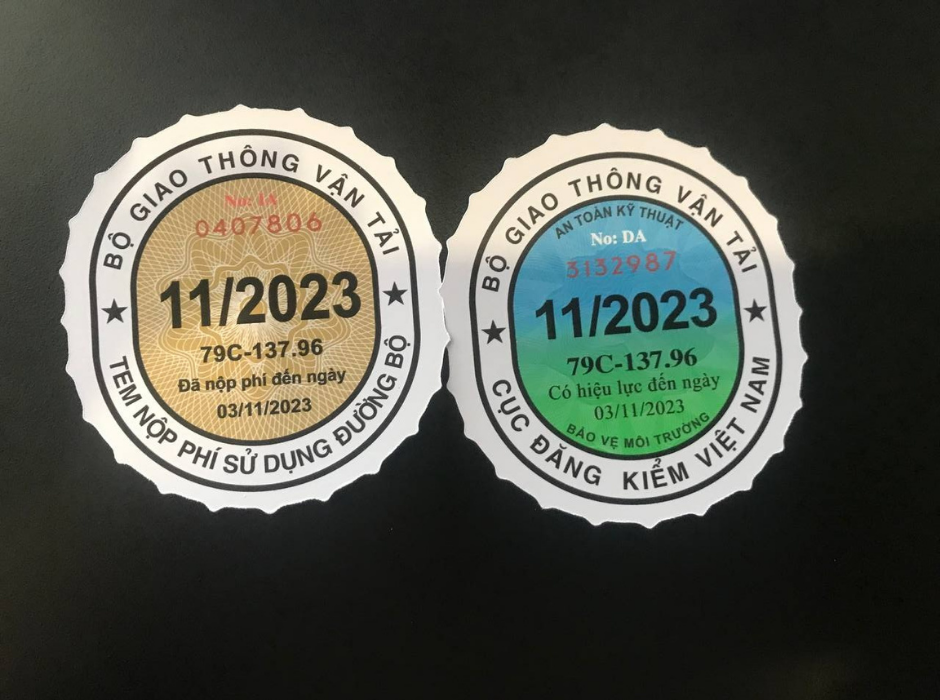 BỘ GIAO THÔNG VẬN TẢI
No: IA
0407806
11/2023
79C-137.96
Đã nộp phí đến ngày
03/11/2023
TEM NỘP PHÍ SỬ DỤNG ĐƯỜNG BỘ
BỘ GIAO THÔNG VẬN TẢI
AN TOÀN KỸ THUẬT
No: DA
3132987
11/2023
79C-137.96
Có hiệu lực đến ngày
03/11/2023
BẢO VỆ MÔI TRƯỜNG
CỤC ĐĂNG KIỂM VIỆT NAM